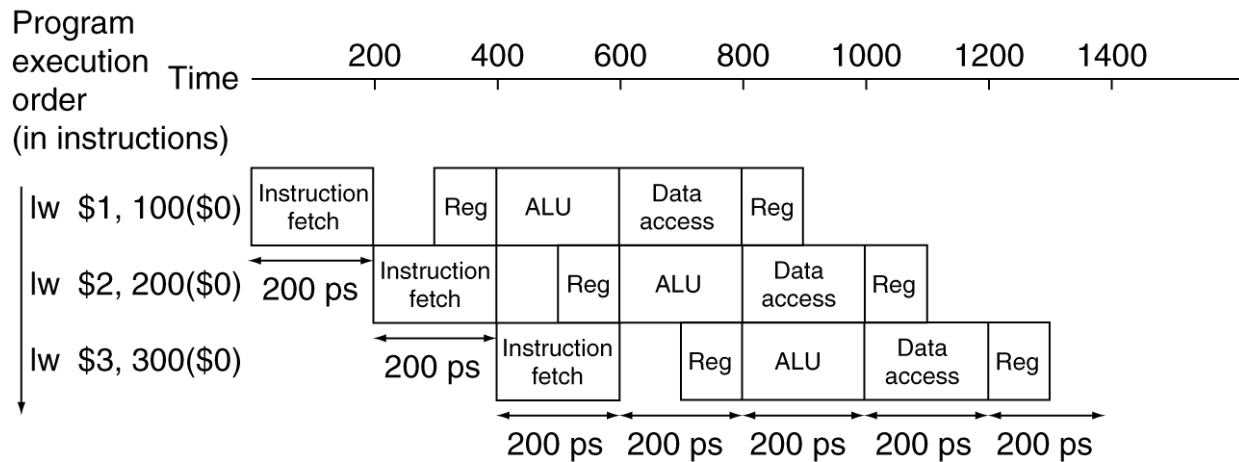 Program
execution
order
(in instructions)
Time
200 400 600 800 1000 1200 1400
lw $1, 100($0)
Instruction
fetch
Reg
ALU
Data
access
Reg
200 ps
lw $2, 200($0)
Instruction
fetch
Reg
ALU
Data
access
Reg
200 ps
lw $3, 300($0)
Instruction
fetch
Reg
ALU
Data
access
Reg
200 ps 200 ps 200 ps 200 ps 200 ps